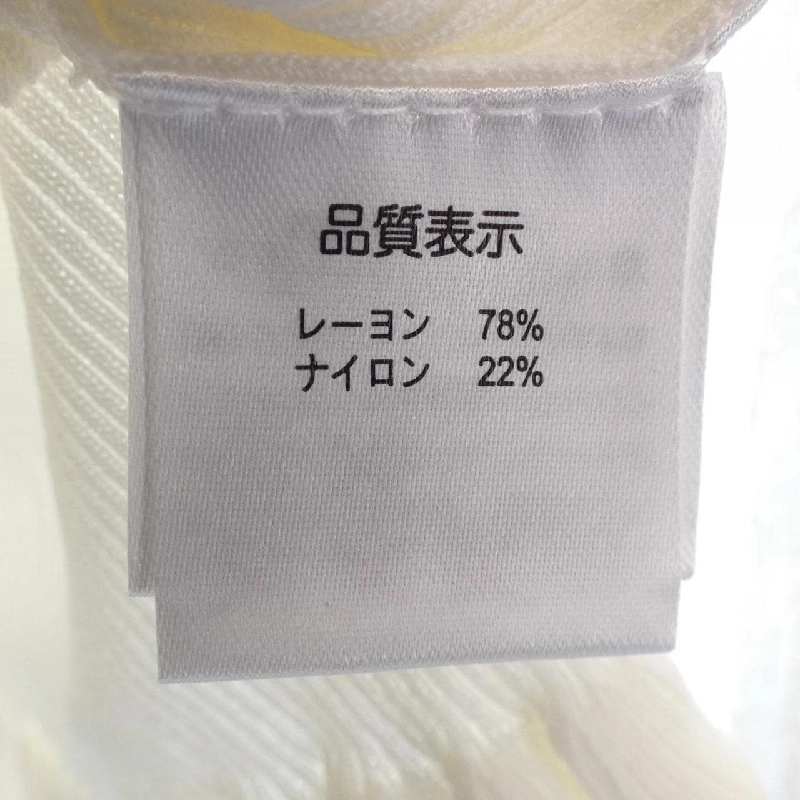 品質表示
レーヨン 78%
ナイロン 22%